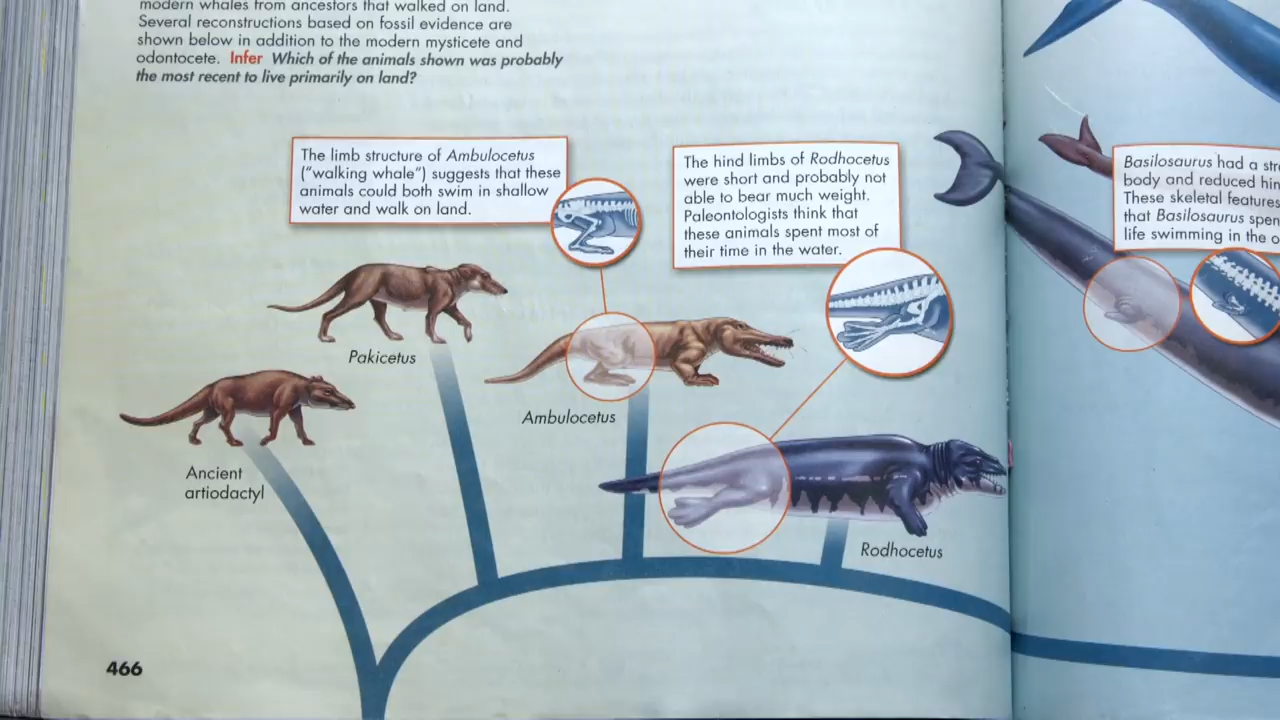 modern whales from ancestors that walked on land.
Several reconstructions based on fossil evidence are
shown below in addition to the modern mysticete and
odontocete. Infer Which of the animals shown was probably
the most recent to live primarily on land?
The limb structure of Ambulocetus
("walking whale") suggests that these
animals could both swim in shallow
water and walk on land.
The hind limbs of Rodhocetus
were short and probably not
able to bear much weight.
Paleontologists think that
these animals spent most of
their time in the water.
Basilosaurus had a
body and reduced
These skeletal features
that Basilosaurus
life swimming in the
Pakicetus
Ambulocetus
Ancient
artiodactyl
Rodhocetus
466